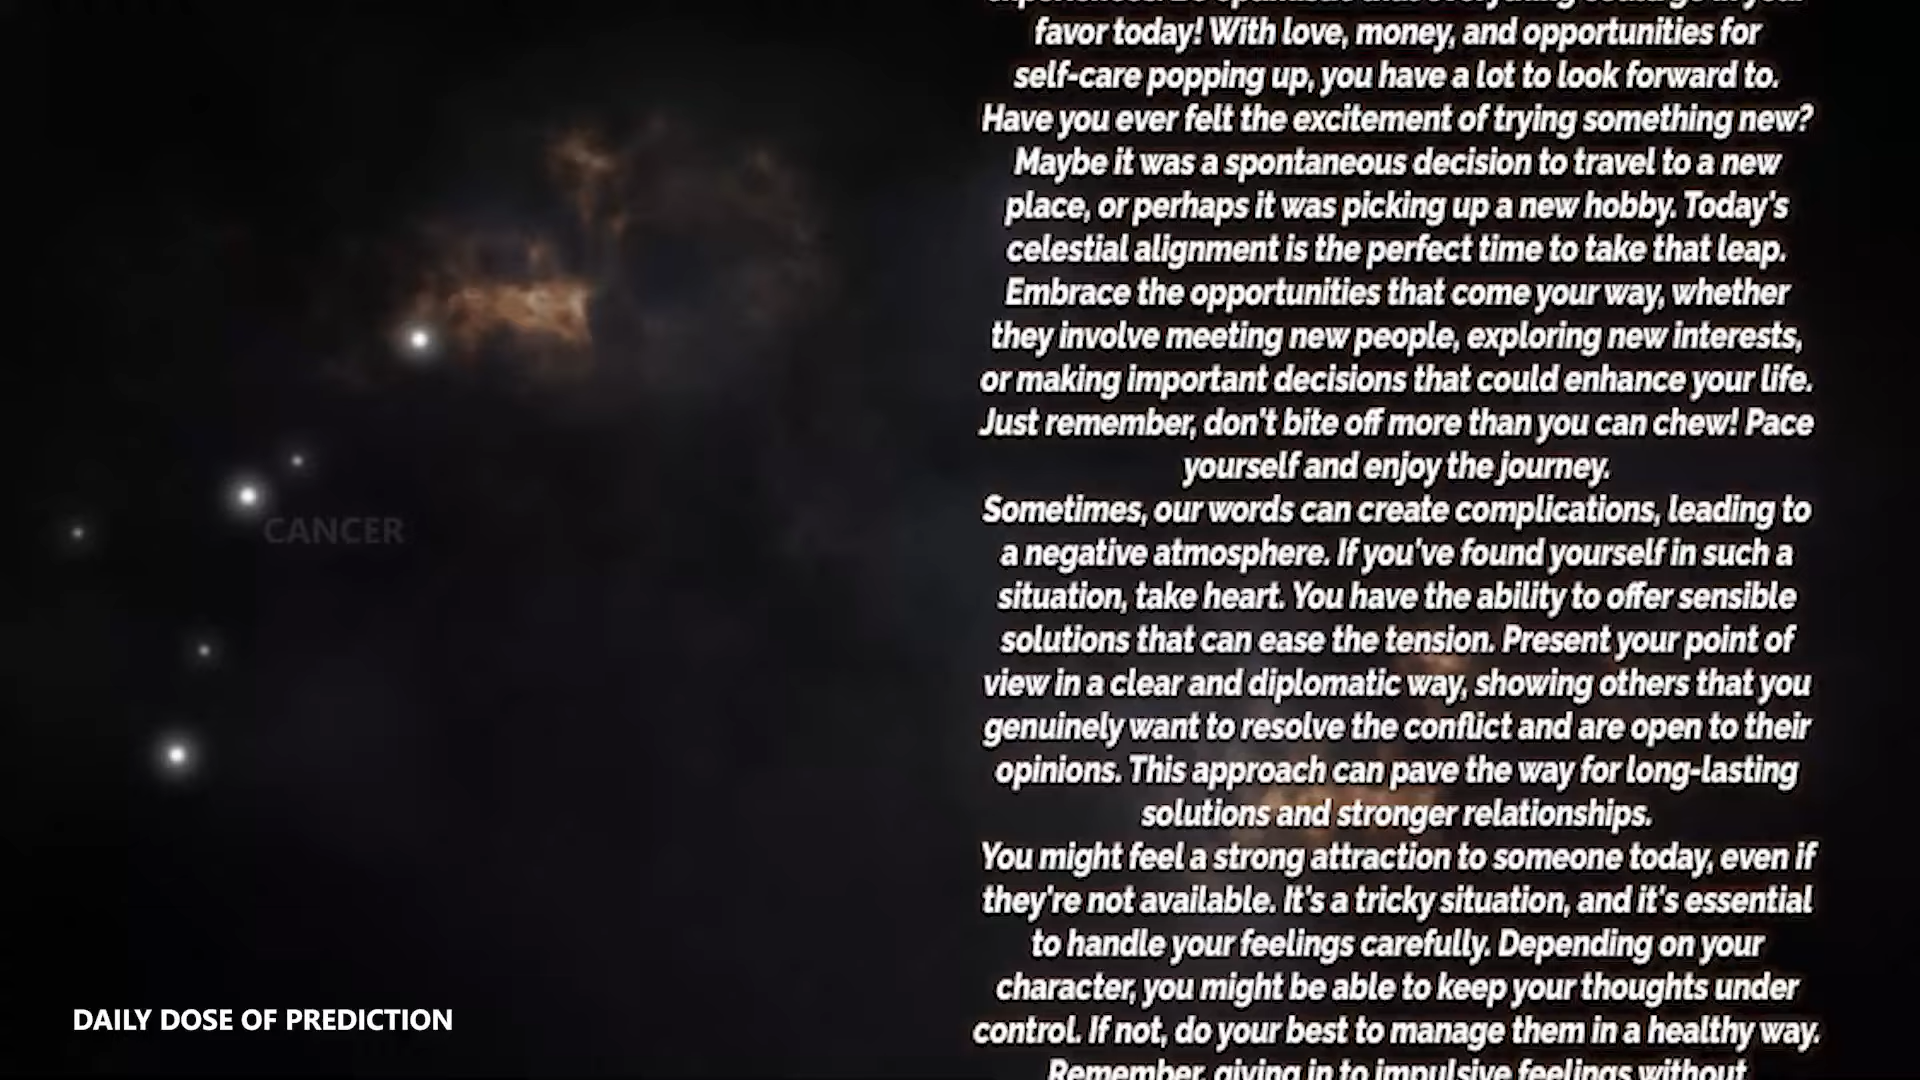 favor today! With love, money, and opportunities for
self-care popping up, you have a lot to look forward to.
Have you ever felt the excitement of trying something new?
Maybe it was a spontaneous decision to travel to a new
place, or perhaps it was picking up a new hobby. Today's
celestial alignment is the perfect time to take that leap.
Embrace the opportunities that come your way, whether
they involve meeting new people, exploring new interests,
or making important decisions that could enhance your life.
Just remember, don't bite off more than you can chew! Pace
yourself and enjoy the journey.
Sometimes, our words can create complications, leading to
a negative atmosphere. If you've found yourself in such a
situation, take heart. You have the ability to offer sensible
solutions that can ease the tension. Present your point of
view in a clear and diplomatic way, showing others that you
genuinely want to resolve the conflict and are open to their
opinions. This approach can pave the way for long-lasting
solutions and stronger relationships.
You might feel a strong attraction to someone today, even if
they're not available. It's a tricky situation, and it's essential
to handle your feelings carefully. Depending on your
character, you might be able to keep your thoughts under
control. If not, do your best to manage them in a healthy way.
Remember, giving in to impulsive feelings without
CANCER
DAILY DOSE OF PREDICTION